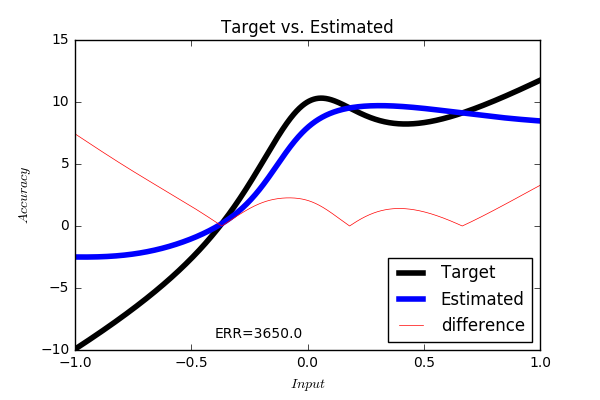 Target vs. Estimated
15
10
5
0
−5
−10
Accuracy
−1.0
−0.5
0.0
0.5
1.0
Input
ERR=3650.0
Target
Estimated
difference